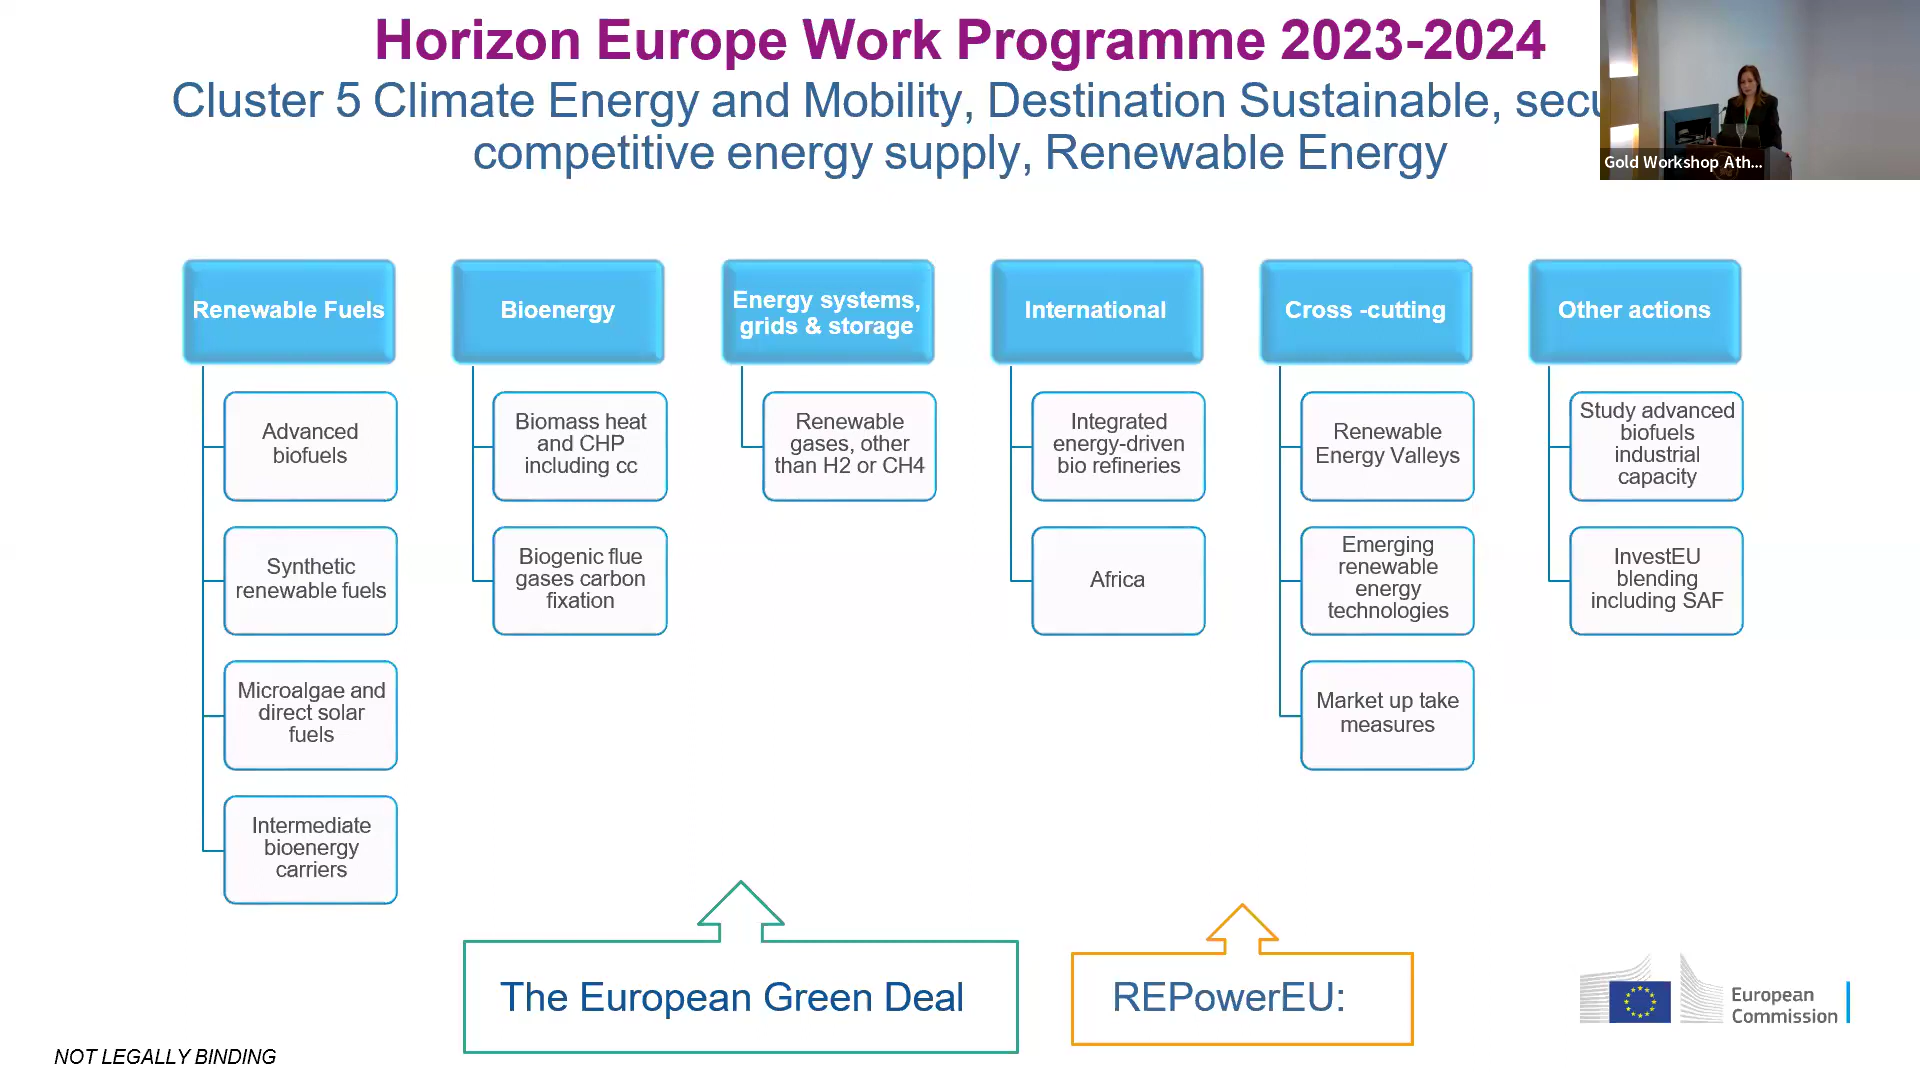 Horizon Europe Work Programme 2023-2024
Cluster 5 Climate Energy and Mobility, Destination Sustainable, secu
competitive energy supply, Renewable Energy
Gold Workshop Ath...
Renewable Fuels
Advanced
biofuels
Synthetic
renewable fuels
Microalgae and
direct solar
fuels
Intermediate
bioenergy
carriers
Bioenergy
Biomass heat
and CHP
including cc
Biogenic flue
gases carbon
fixation
Energy systems,
grids & storage
Renewable
gases, other
than H2 or CH4
International
Integrated
energy-driven
bio refineries
Africa
Cross -cutting
Renewable
Energy Valleys
Emerging
renewable
energy
technologies
Market up take
measures
Other actions
Study advanced
biofuels
industrial
capacity
InvestEU
blending
including SAF
The European Green Deal
REPowerEU:
European
Commission
NOT LEGALLY BINDING